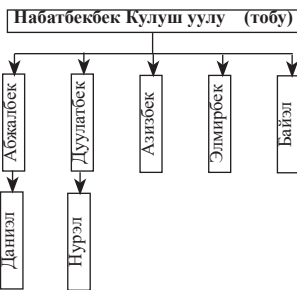 Набатбекбек Кулуш уулу (тобу)
Абжалбек
Дуулатбек
Азизбек
Элмирбек
Байэл
Даниэл
Нурэл